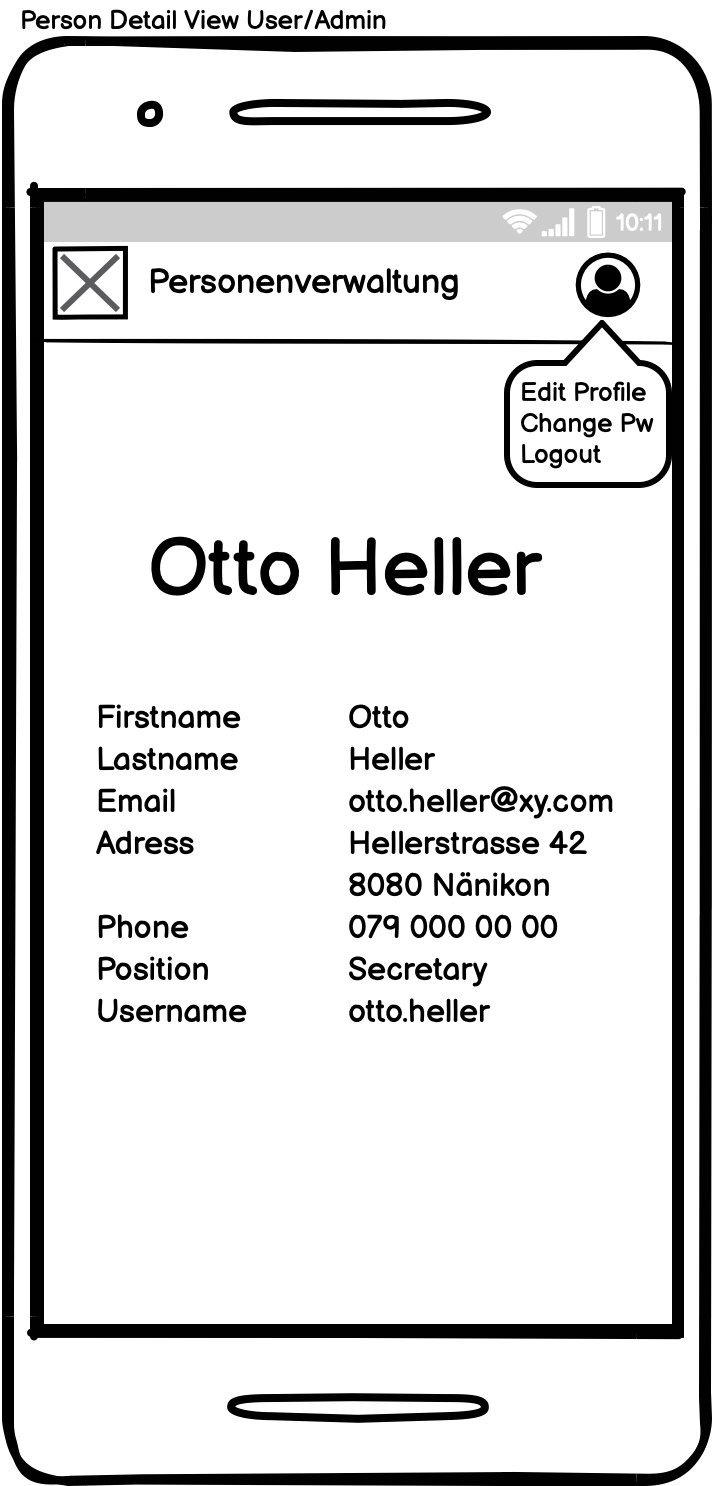 Person Detail View User/Admin
10:11
Personenverwaltung
Edit Profile
Change Pw
Logout
Otto Heller
Firstname Otto
Lastname Heller
Email otto.heller@xy.com
Adress Hellerstrasse 42
8080 Nänikon
Phone 079 000 00 00
Position Secretary
Username otto.heller